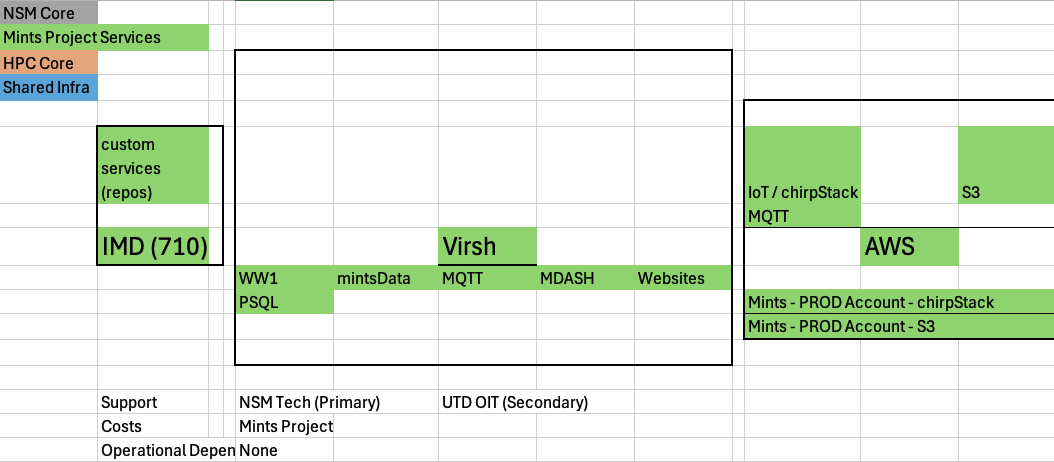 NSM Core
Mints Project Services
HPC Core
Shared Infra
custom
services
(repos)
IMD (710)
Virsh
WW1
PSQL
mintsData
MQTT
MDASH
Websites
IoT / chirpStack
MQTT
S3
AWS
Mints - PROD Account - chirpStack
Mints - PROD Account - S3
Support
NSM Tech (Primary)
UTD OIT (Secondary)
Costs
Mints Project
Operational Depen
None